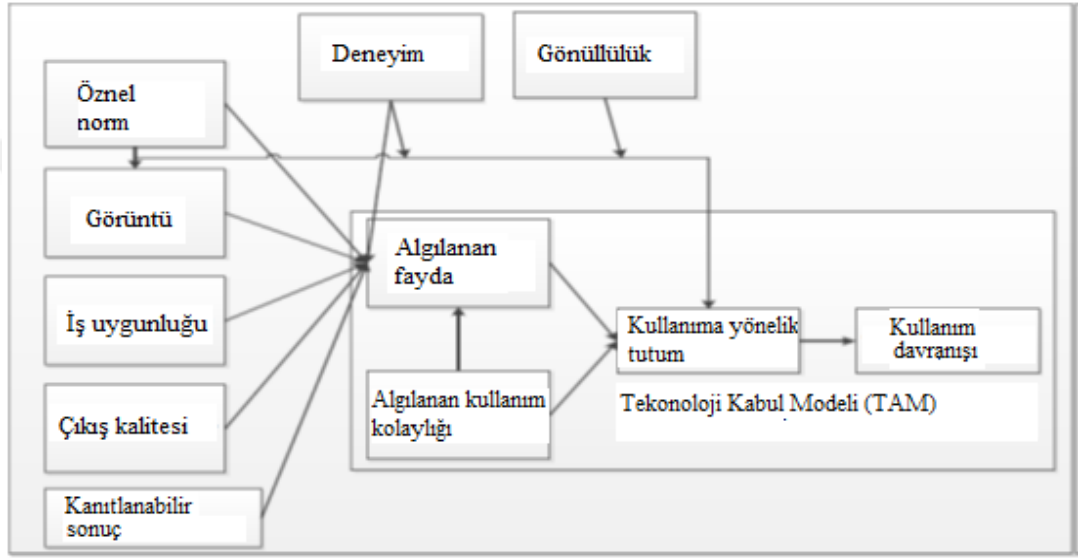 Deneyim
Gönüllülük
Öznel
norm
Görüntü
İş uygunluğu
Çıkış kalitesi
Kanıtlanabilir
sonuç
Algılanan
fayda
Algılanan kullanım
kolaylığı
Kullanıma yönelik
tutum
Kullanım
davranışı
Tekonoloji Kabul Modeli (TAM)